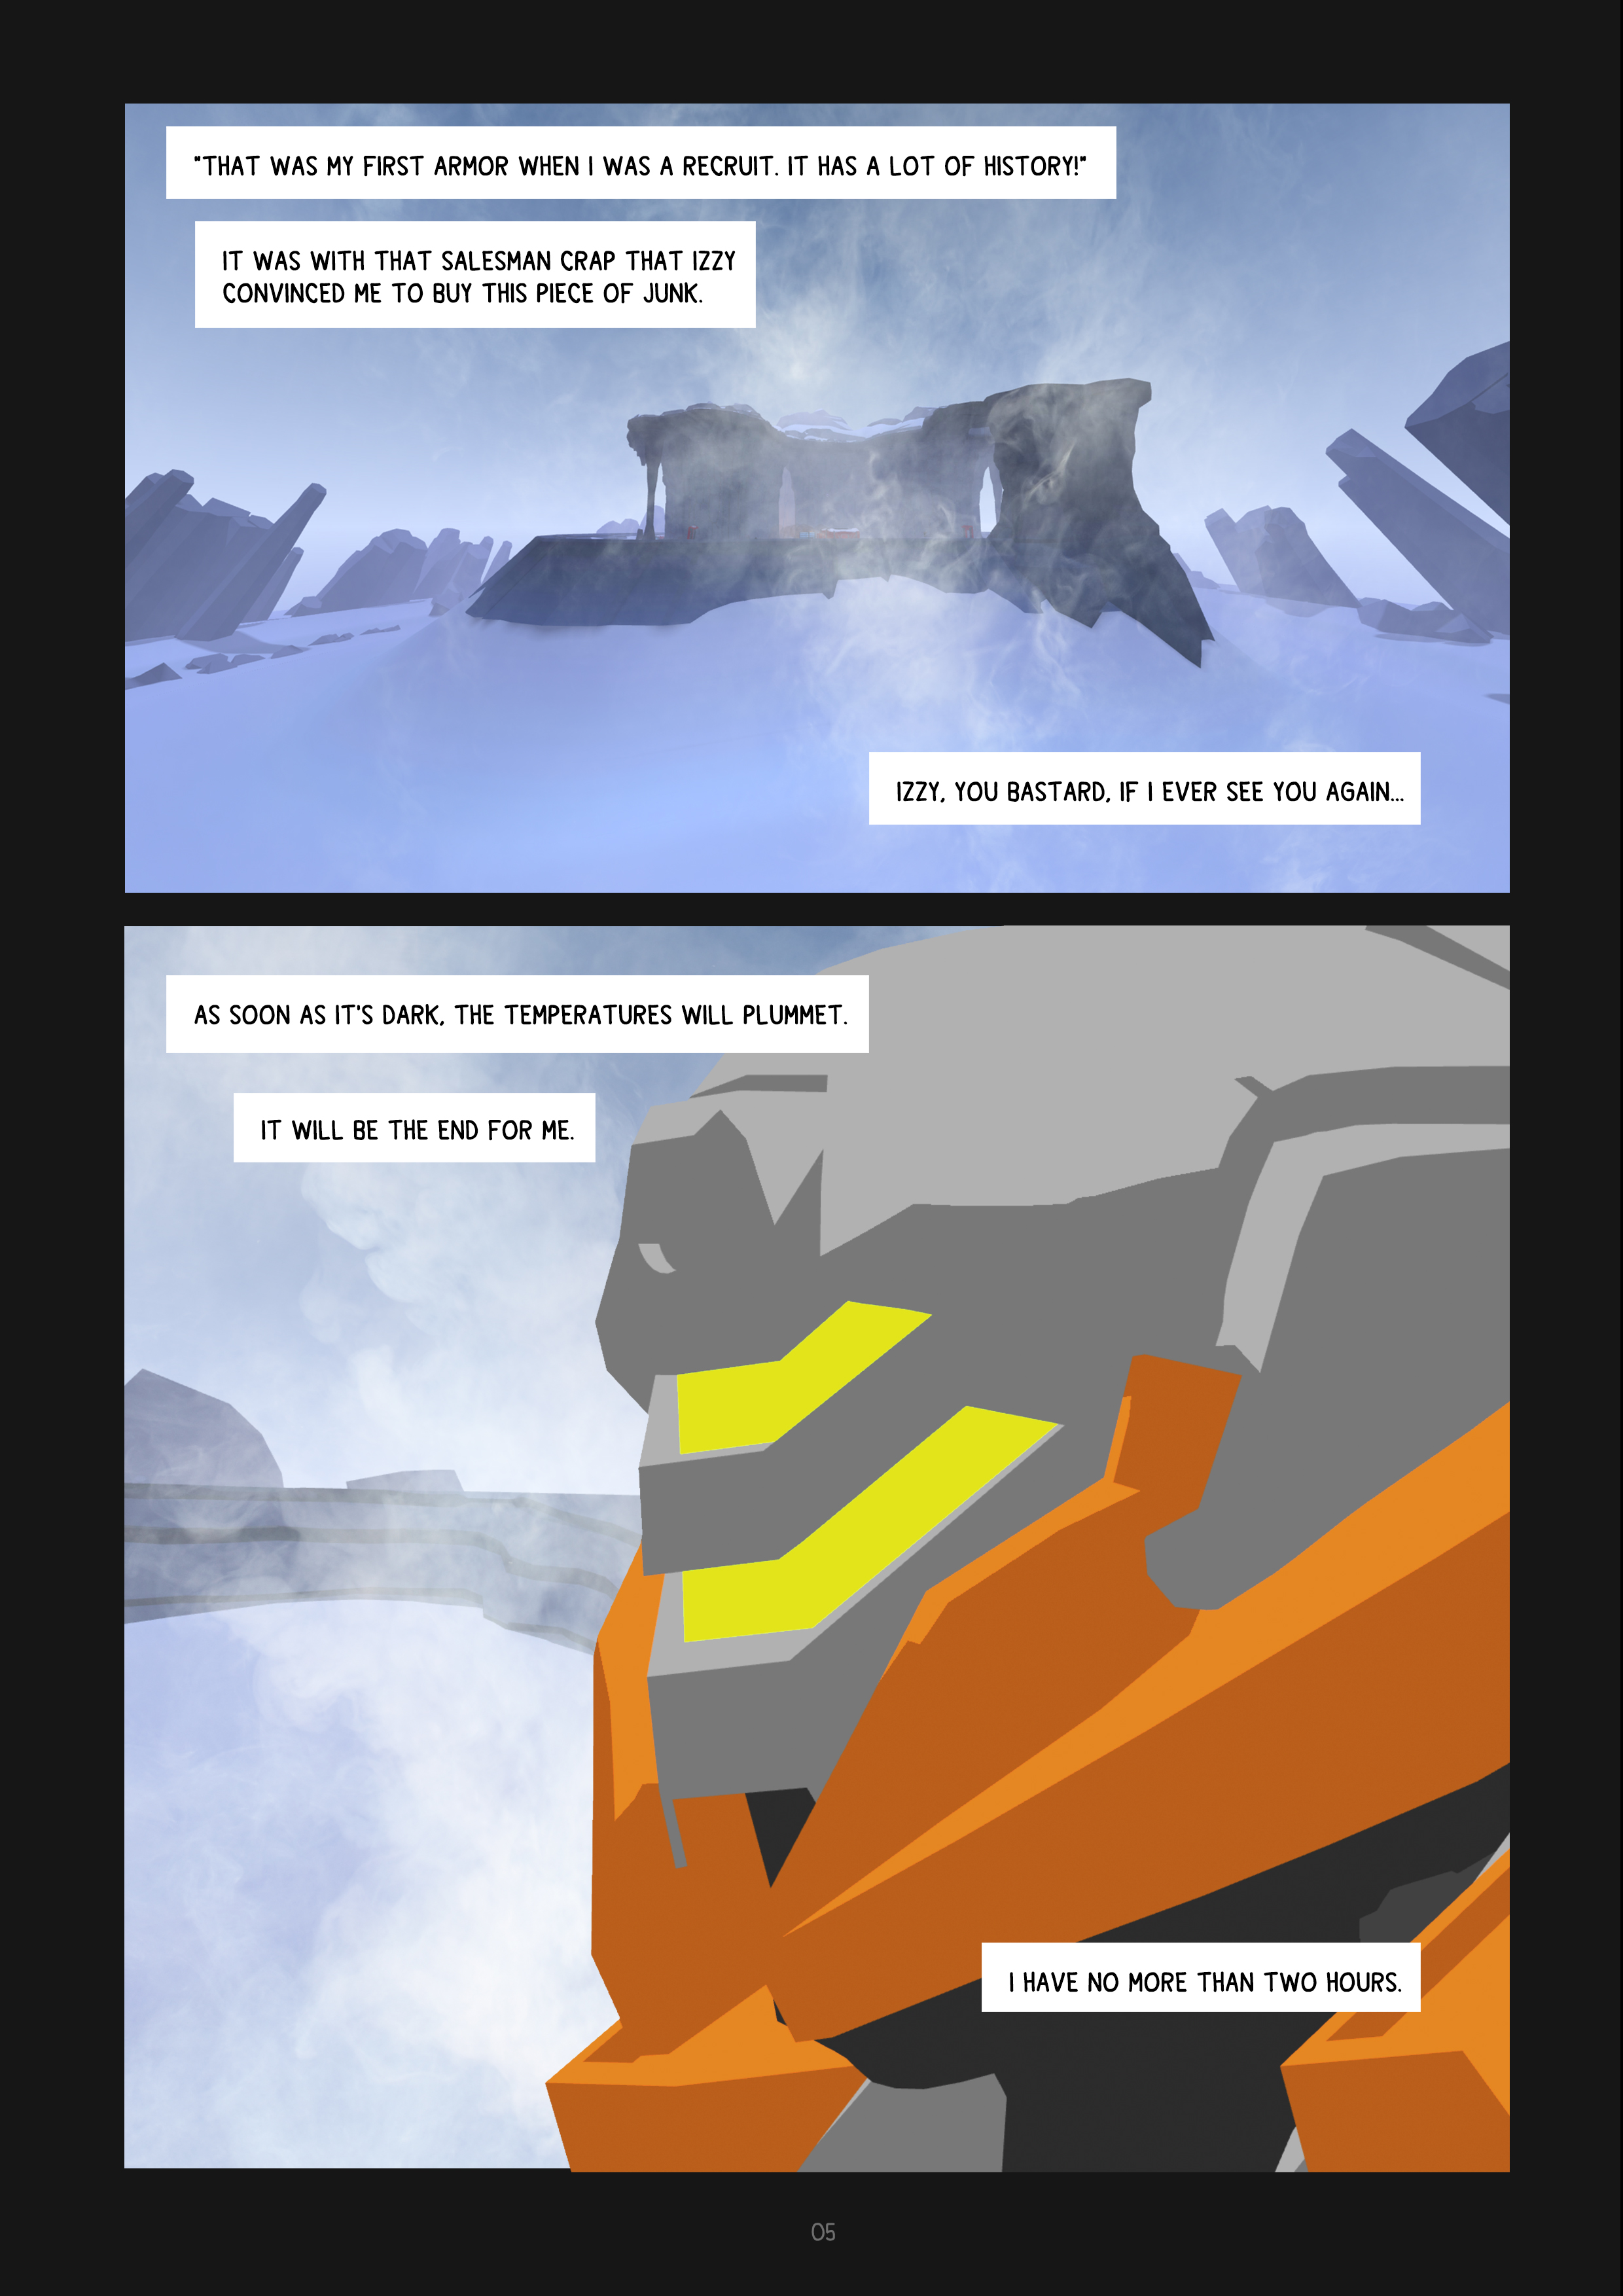 "THAT WAS MY FIRST ARMOR WHEN I WAS A RECRUIT. IT HAS A LOT OF HISTORY!"
IT WAS WITH THAT SALESMAN CRAP THAT IZZY
CONVINCED ME TO BUY THIS PIECE OF JUNK.
IZZY, YOU BASTARD, IF I EVER SEE YOU AGAIN...
AS SOON AS IT'S DARK, THE TEMPERATURES WILL PLUMMET.
IT WILL BE THE END FOR ME.
I HAVE NO MORE THAN TWO HOURS.
05